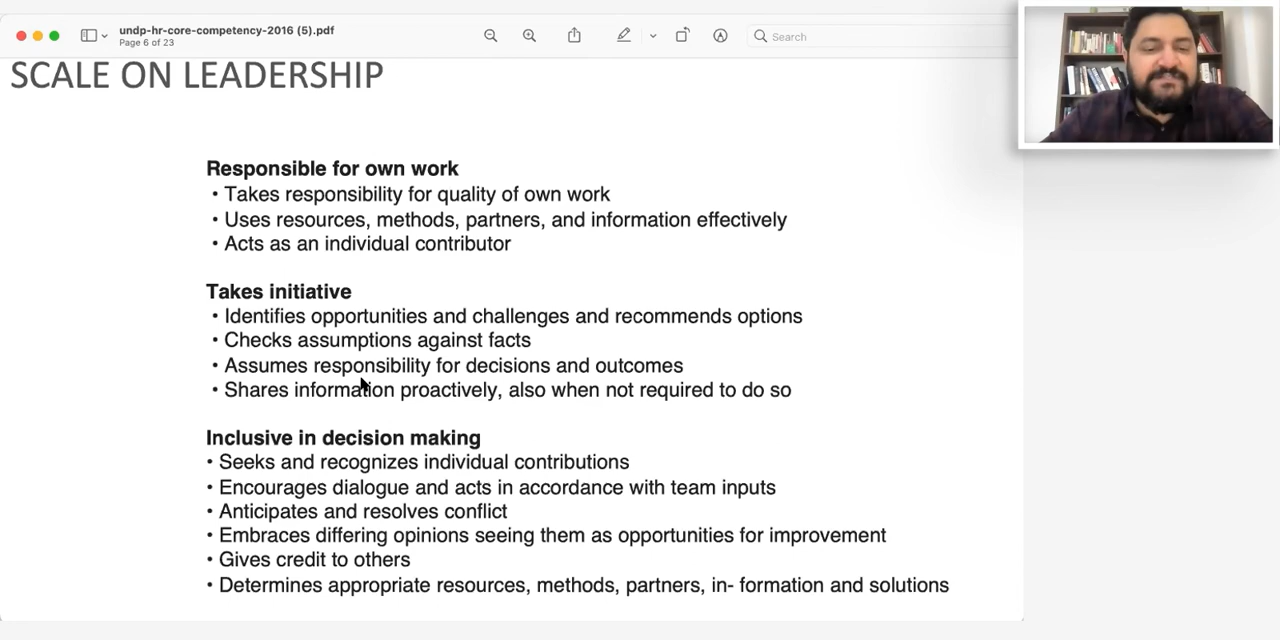 undp-hr-core-competency-2016 (5).pdf
Page 6 of 23
Search
SCALE ON LEADERSHIP
Responsible for own work
• Takes responsibility for quality of own work
• Uses resources, methods, partners, and information effectively
• Acts as an individual contributor
Takes initiative
• Identifies opportunities and challenges and recommends options
• Checks assumptions against facts
• Assumes responsibility for decisions and outcomes
• Shares information proactively, also when not required to do so
Inclusive in decision making
• Seeks and recognizes individual contributions
• Encourages dialogue and acts in accordance with team inputs
• Anticipates and resolves conflict
• Embraces differing opinions seeing them as opportunities for improvement
• Gives credit to others
• Determines appropriate resources, methods, partners, in- formation and solutions